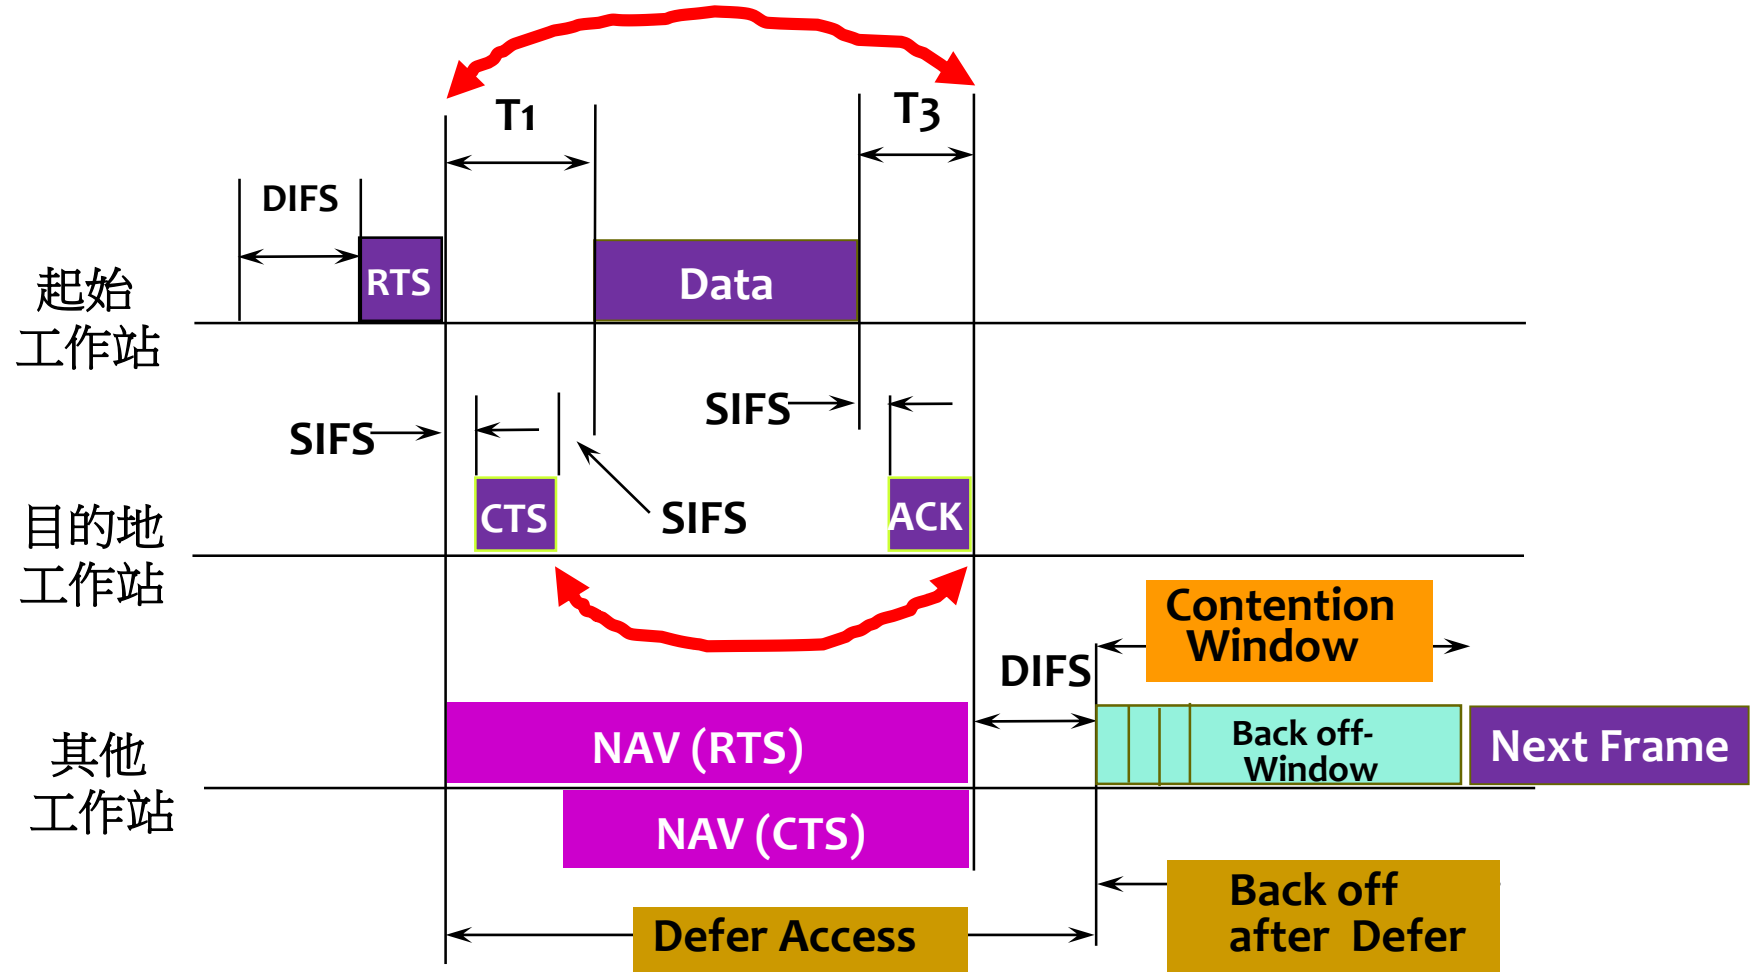 T1
T3
DIFS
RTS
Data
起始
工作站
SIFS
SIFS
CTS
SIFS
ACK
目的地
工作站
Contention
Window
DIFS
NAV (RTS)
Back off-
Window
Next Frame
其他
工作站
NAV (CTS)
Back off
after Defer
Defer Access